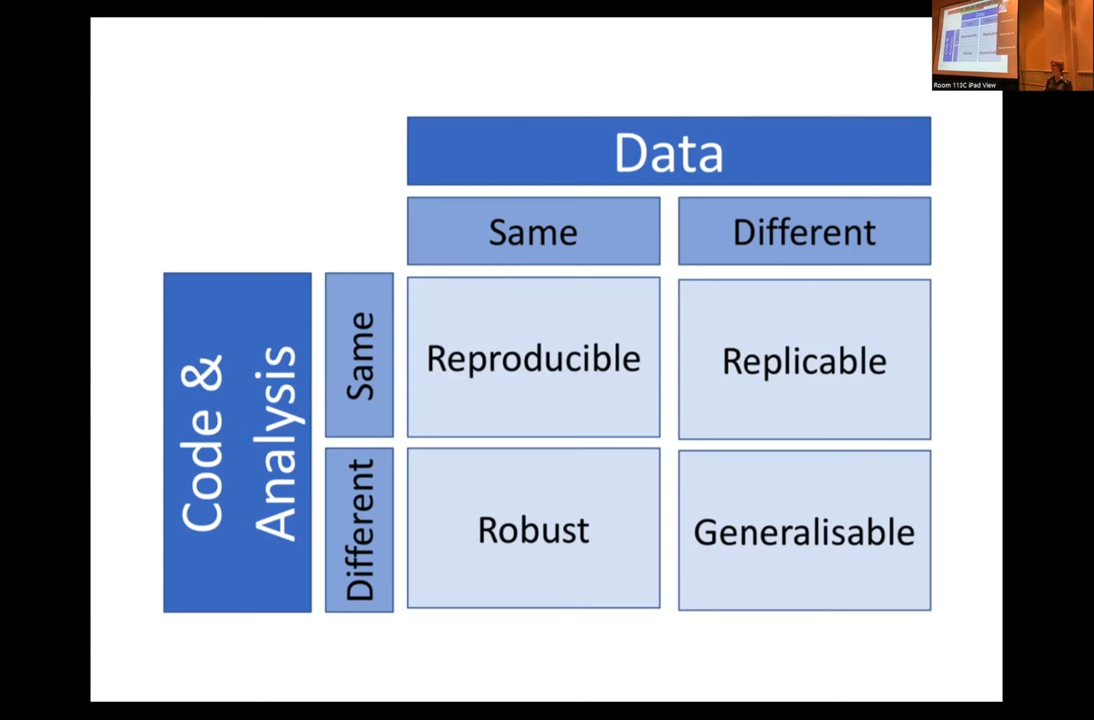 Data
Same
Different
Code &
Analysis
Same
Reproducible
Replicable
Different
Robust
Generalisable
Room 113C iPad View